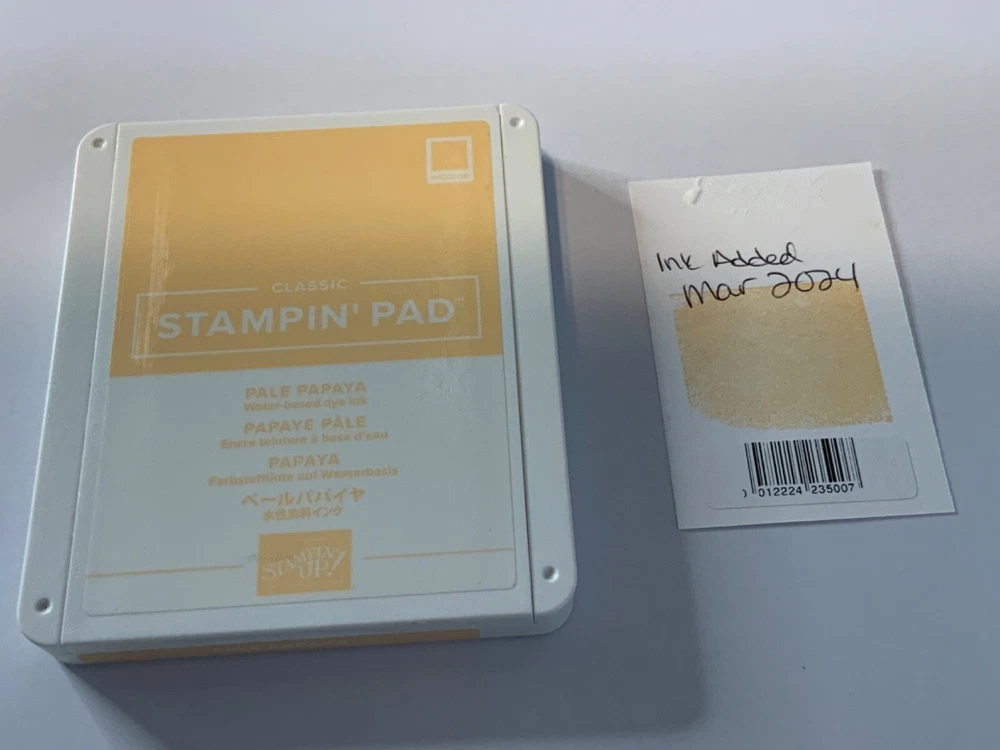 CLASSIC
STAMPIN' PAD™
PALE PAPAYA
Water-based dye ink
PAPAYE PÂLE
Encre teinture à base d'eau
PAPAYA
Farbstofftinte auf Wasserbasis
ペールパパイヤ
水性染料インク
STAMPIN'
UP!
Ink Added
Mar 2024
0 012224 235007